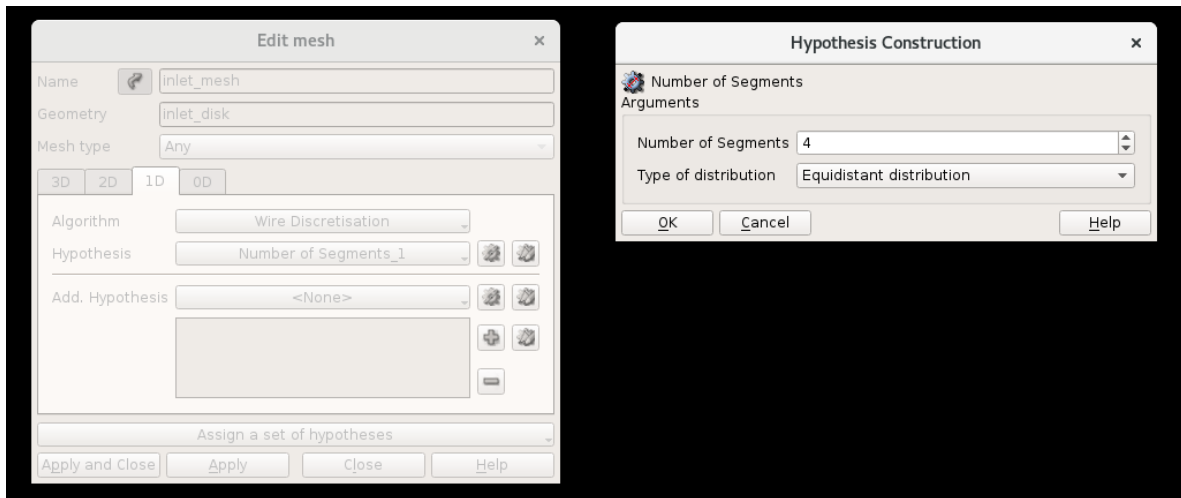 Edit mesh ×
Name inlet_mesh
Geometry inlet_disk
Mesh type Any
3D 2D 1D 0D
Algorithm Wire Discretisation
Hypothesis Number of Segments_1
Add. Hypothesis <None>
Assign a set of hypotheses
Apply and Close Apply Close Help
Hypothesis Construction ×
Number of Segments
Arguments
Number of Segments 4
Type of distribution Equidistant distribution
OK Cancel Help